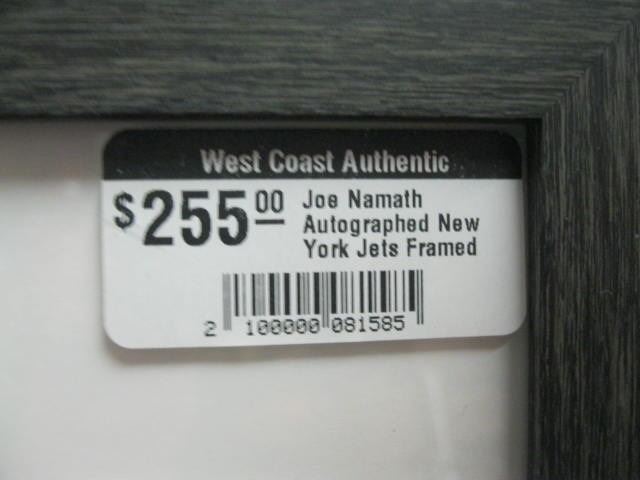 West Coast Authentic
$255.00 Joe Namath
Autographed New
York Jets Framed
2 100000 081585